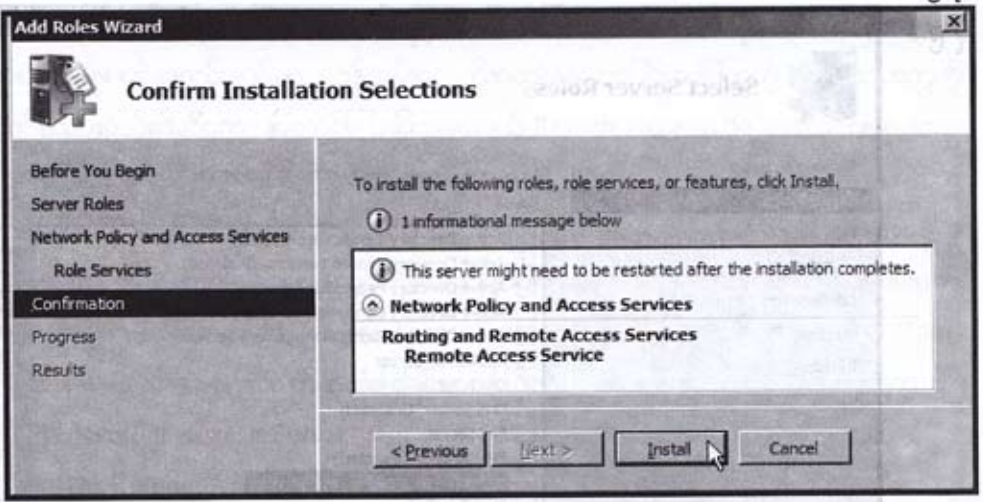 Add Roles Wizard
Confirm Installation Selections
Before You Begin
Server Roles
Network Policy and Access Services
Role Services
Confirmation
Progress
Results
To install the following roles, role services, or features, click Install.
1 informational message below
This server might need to be restarted after the installation completes.
Network Policy and Access Services
Routing and Remote Access Services
Remote Access Service
< Previous
Next >
Install
Cancel